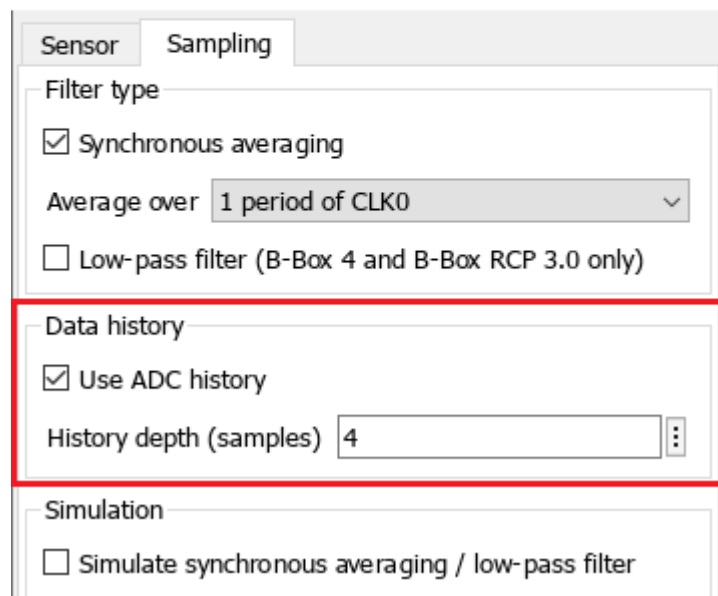 Sensor Sampling
Filter type
Synchronous averaging
Average over 1 period of CLK0
Low-pass filter (B-Box 4 and B-Box RCP 3.0 only)
Data history
Use ADC history
History depth (samples) 4
Simulation
Simulate synchronous averaging / low-pass filter